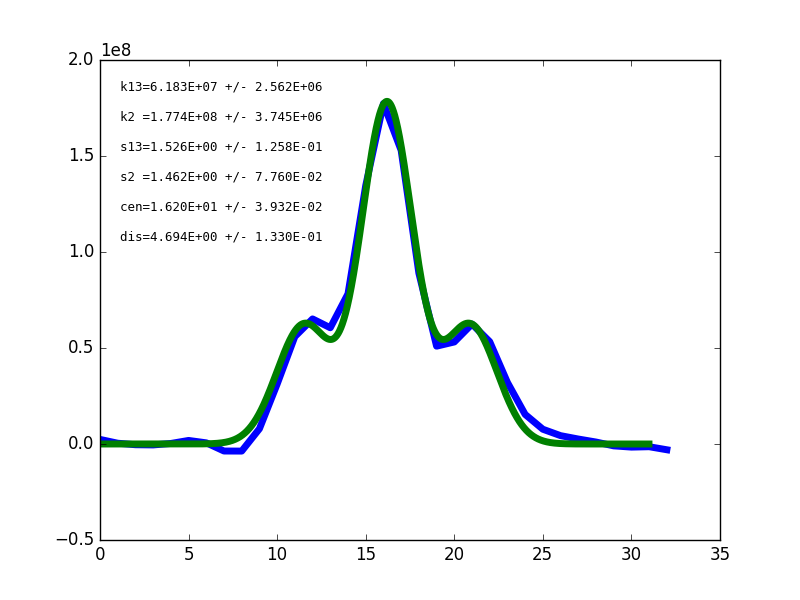 1e8
2.0
k13=6.183E+07 +/- 2.562E+06
k2 =1.774E+08 +/- 3.745E+06
1.5
s13=1.526E+00 +/- 1.258E-01
s2 =1.462E+00 +/- 7.760E-02
cen=1.620E+01 +/- 3.932E-02
dis=4.694E+00 +/- 1.330E-01
1.0
0.5
0.0
−0.5
0 5 10 15 20 25 30 35